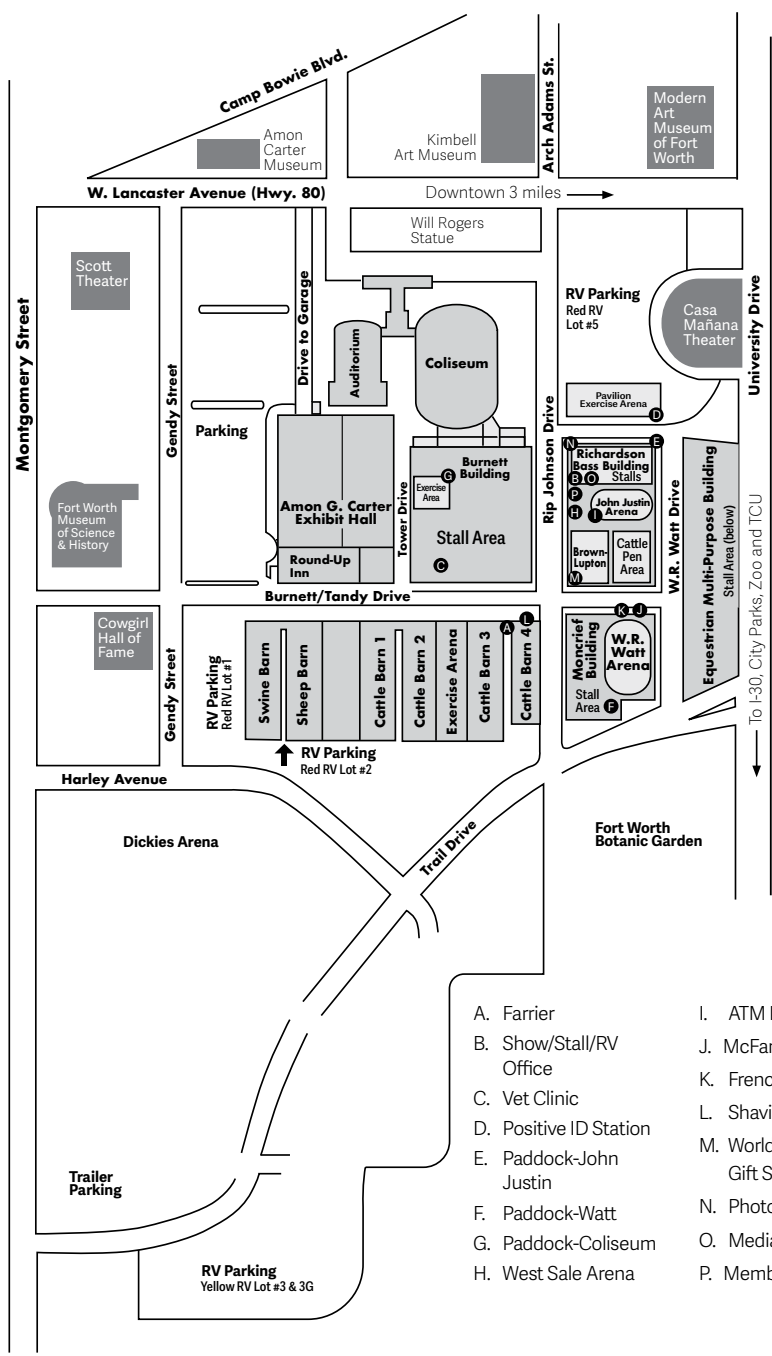 Camp Bowie Blvd.
Amon
Carter
Museum
Kimbell
Art Museum
Arch Adams St.
Modern
Art
Museum
of Fort
Worth
W. Lancaster Avenue (Hwy. 80)
Downtown 3 miles
Will Rogers
Statue
Scott
Theater
Montgomery Street
Gendy Street
Drive to Garage
Auditorium
Coliseum
RV Parking
Red RV
Lot #5
Casa
Mañana
Theater
University Drive
Pavilion
Exercise Arena
D
Parking
Rip Johnson Drive
N
E
Richardson
Bass Building
B O Stalls
P
H
I
John Justin
Arena
Brown-
Lupton
M
Cattle
Pen
Area
W.R. Watt Drive
Equestrian Multi-Purpose Building
Stall Area (below)
Fort Worth
Museum
of Science
& History
Amon G. Carter
Exhibit Hall
Round-Up
Inn
Tower Drive
Burnett
Building
G
Exercise
Area
Stall Area
C
Burnett/Tandy Drive
Cowgirl
Hall of
Fame
Gendy Street
RV Parking
Red RV Lot #1
Swine Barn
Sheep Barn
Cattle Barn 1
Cattle Barn 2
Exercise Arena
Cattle Barn 3
A
L
Cattle Barn 4
K J
Moncrief
Building
W.R.
Watt
Arena
Stall
Area F
To I-30, City Parks, Zoo and TCU
RV Parking
Red RV Lot #2
Harley Avenue
Dickies Arena
Trail Drive
Fort Worth
Botanic Garden
Trailer
Parking
RV Parking
Yellow RV Lot #3 & 3G
A. Farrier
B. Show/Stall/RV
Office
C. Vet Clinic
D. Positive ID Station
E. Paddock-John
Justin
F. Paddock-Watt
G. Paddock-Coliseum
H. West Sale Arena
I. ATM
J.
K.
L.
M.
Gift
N.
O.
P.